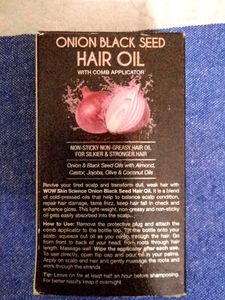 ONION BLACK SEED
HAIR OIL
WITH COMB APPLICATOR
NON-STICKY NON-GREASY HAIR OIL
FOR SILKIER & STRONGER HAIR
Onion & Black Seed Oils with Almond,
Castor, Jojoba, Olive & Coconut Oils
Revive your tired scalp and transform dull, weak hair with
WOW Skin Science Onion Black Seed Hair Oil. It is a blend
of cold-pressed oils that help to balance scalp condition,
repair hair damage, tame frizz, keep hair fall in check and
enhance gloss. This light-weight, non-greasy and non-sticky
oil gets easily absorbed into the scalp.
How to Use: Remove the protective plug and attach the
comb applicator to the bottle top. Tilt the bottle onto your
scalp, squeeze out oil as you comb through the hair. Go
from front to back of your head, from roots through hair
length. Massage well. Wipe the applicator after each use.
To use directly, open flip cap and pour oil in your palms.
Apply on scalp and hair and gently massage the roots and
work through the strands.
Tip: Leave on for at least half an hour before shampooing.
For better results keep it overnight.